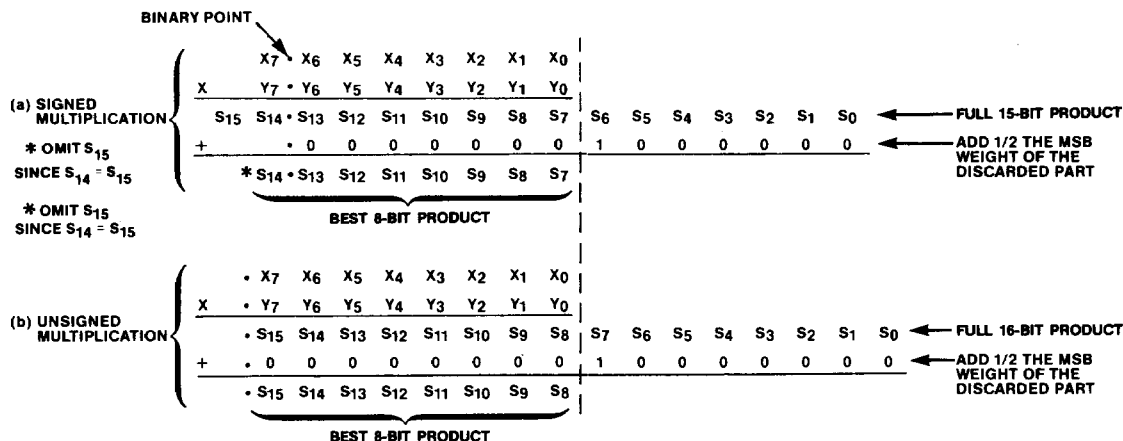 BINARY POINT
X7 • X6 X5 X4 X3 X2 X1 X0
X Y7 • Y6 Y5 Y4 Y3 Y2 Y1 Y0
(a) SIGNED
MULTIPLICATION
S15 S14 • S13 S12 S11 S10 S9 S8 S7 S6 S5 S4 S3 S2 S1 S0
FULL 15-BIT PRODUCT
+ • 0 0 0 0 0 0 0 1 0 0 0 0 0 0
ADD 1/2 THE MSB
WEIGHT OF THE
DISCARDED PART
* OMIT S15
SINCE S14 = S15
* S14 • S13 S12 S11 S10 S9 S8 S7
BEST 8-BIT PRODUCT
* OMIT S15
SINCE S14 = S15
• X7 X6 X5 X4 X3 X2 X1 X0
X • Y7 Y6 Y5 Y4 Y3 Y2 Y1 Y0
(b) UNSIGNED
MULTIPLICATION
• S15 S14 S13 S12 S11 S10 S9 S8 S7 S6 S5 S4 S3 S2 S1 S0
FULL 16-BIT PRODUCT
+ • 0 0 0 0 0 0 0 0 1 0 0 0 0 0 0 0
ADD 1/2 THE MSB
WEIGHT OF THE
DISCARDED PART
• S15 S14 S13 S12 S11 S10 S9 S8
BEST 8-BIT PRODUCT